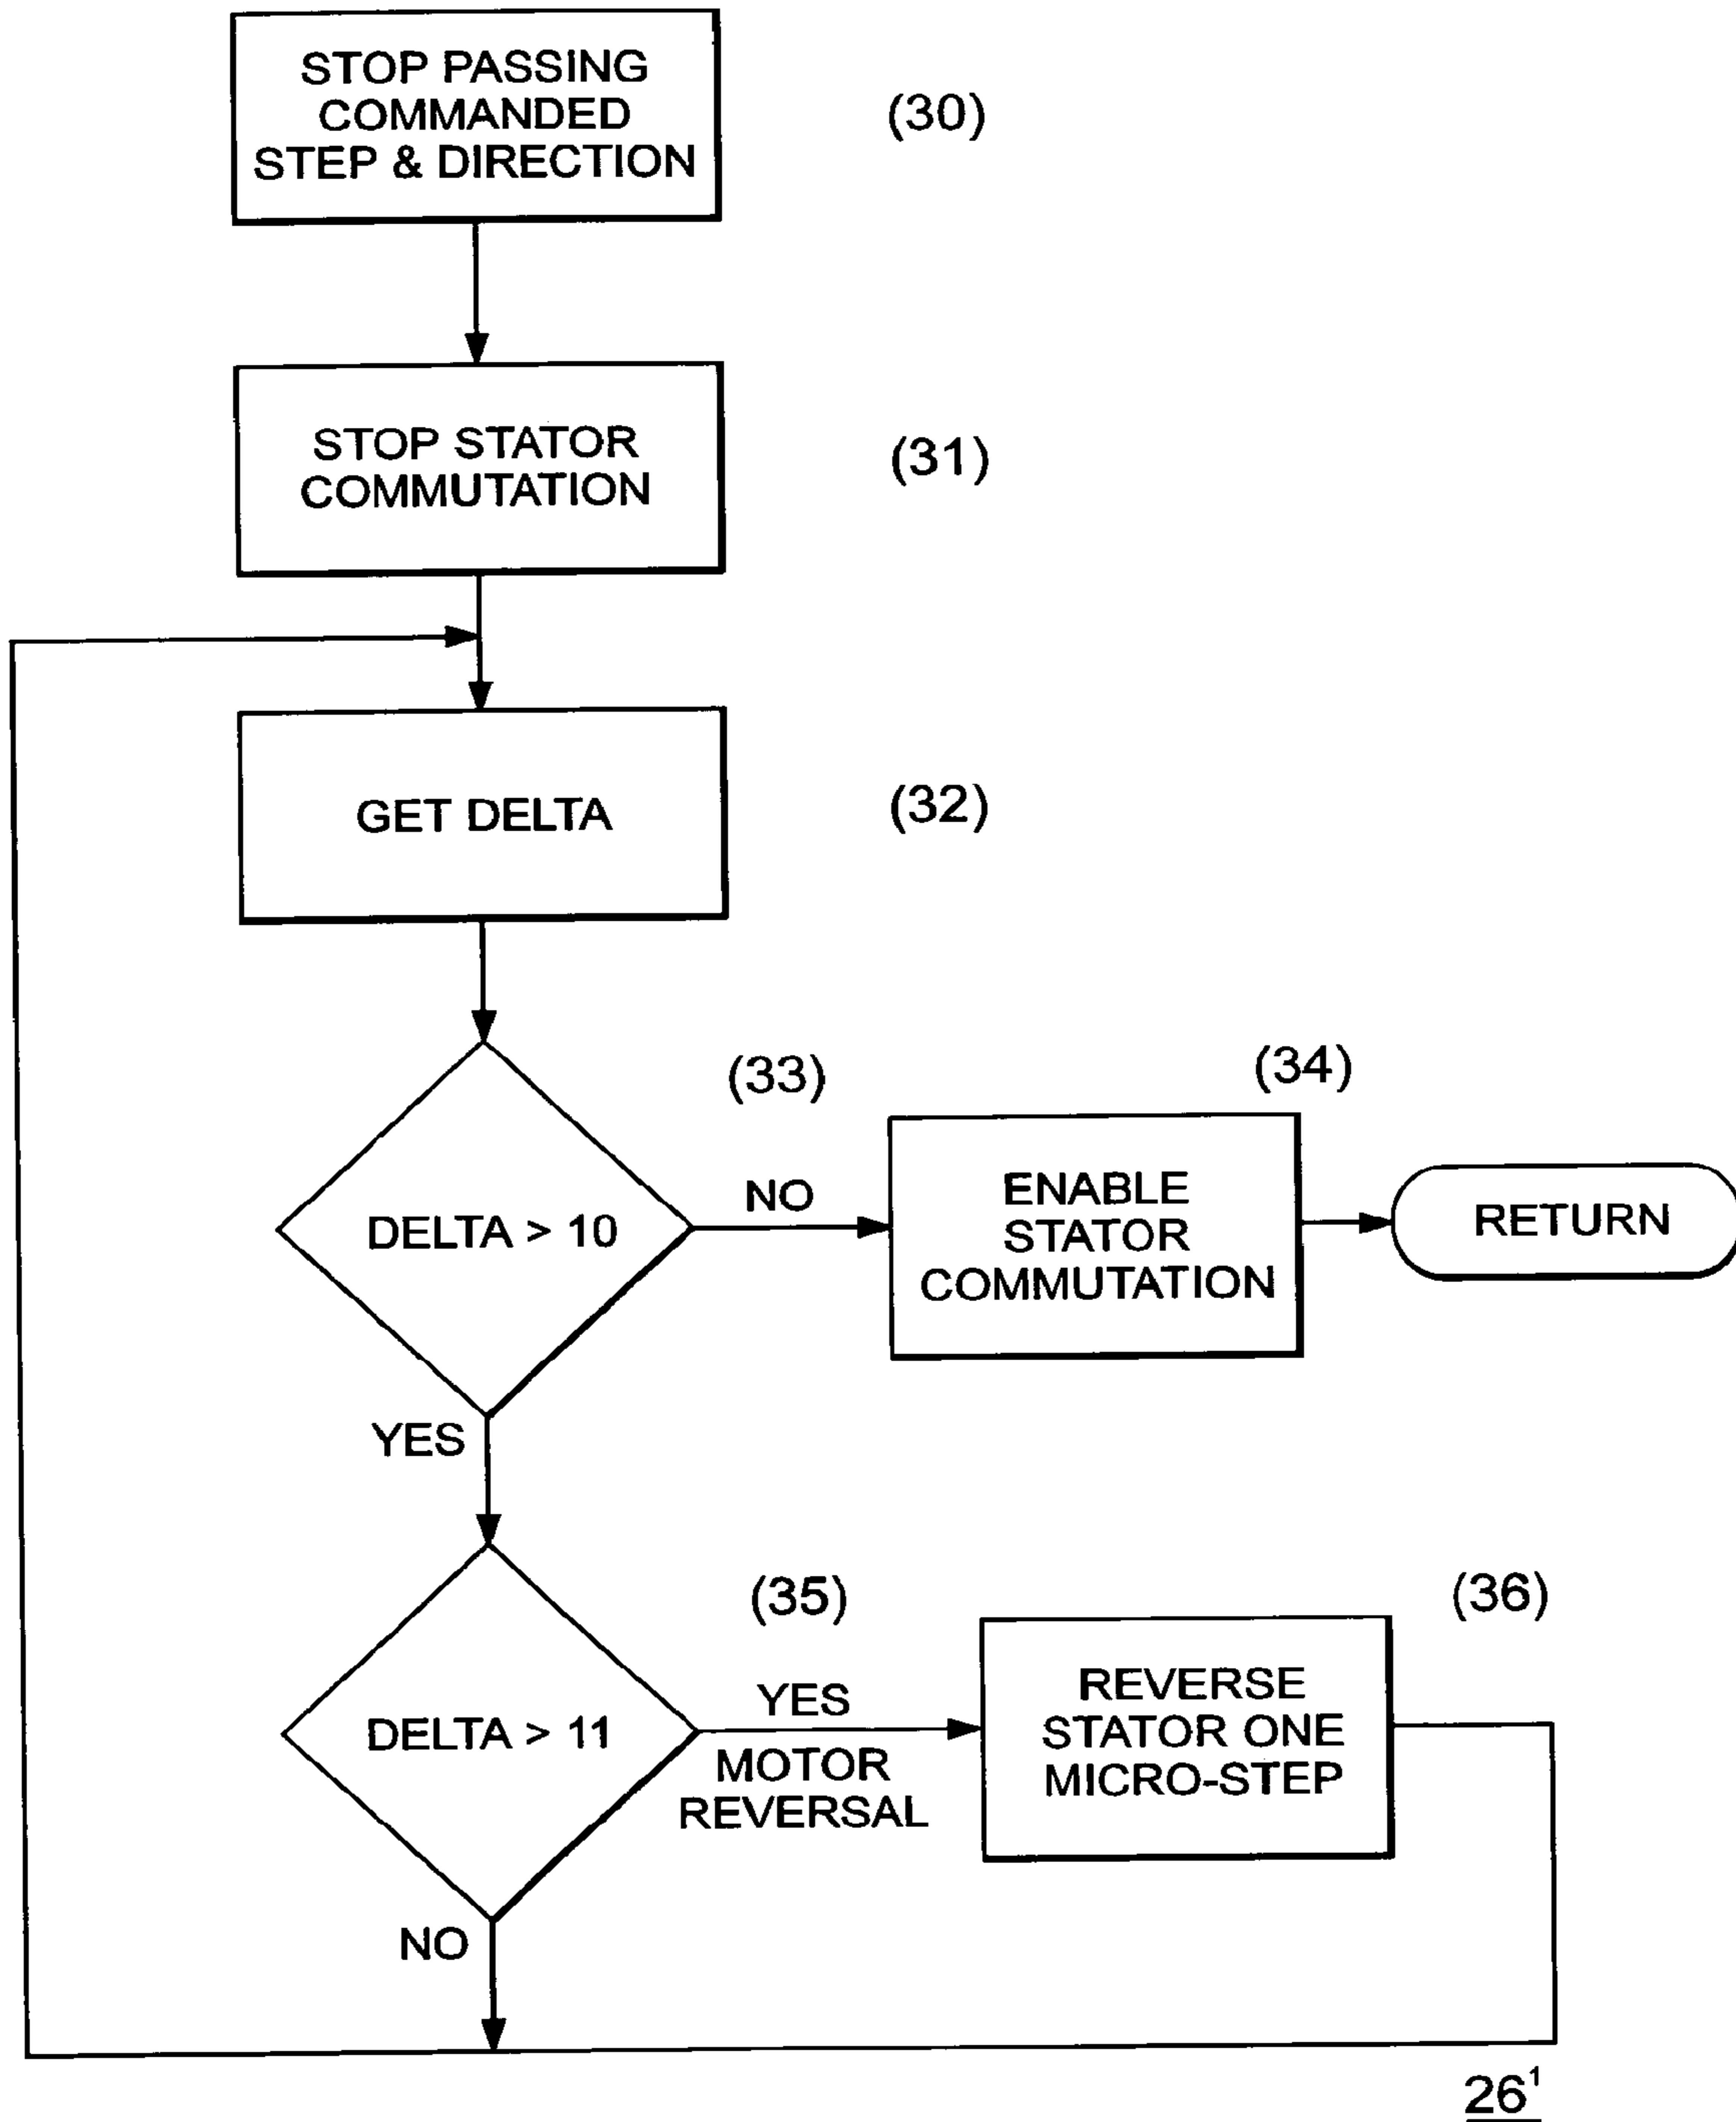 STOP PASSING
COMMANDED
STEP & DIRECTION
(30)
STOP STATOR
COMMUTATION
(31)
GET DELTA
(32)
DELTA > 10
(33)
NO
ENABLE
STATOR
COMMUTATION
(34)
RETURN
YES
DELTA > 11
(35)
YES
MOTOR
REVERSAL
REVERSE
STATOR ONE
MICRO-STEP
(36)
NO
26¹